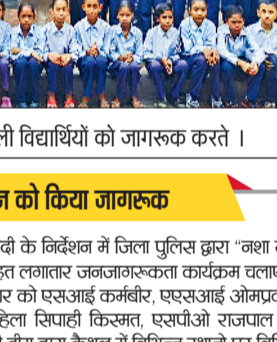 ली विद्यार्थियों को जागरूक करते ।
न को किया जागरूक
दी के निर्देशन में जिला पुलिस द्वारा “नशा
हत लगातार जनजागरूकता कार्यक्रम चलाए
ार को एसआई कर्मबीर, एएसआई ओमप्र
हिला सिपाही किस्मत, एसपीओ राजपाल